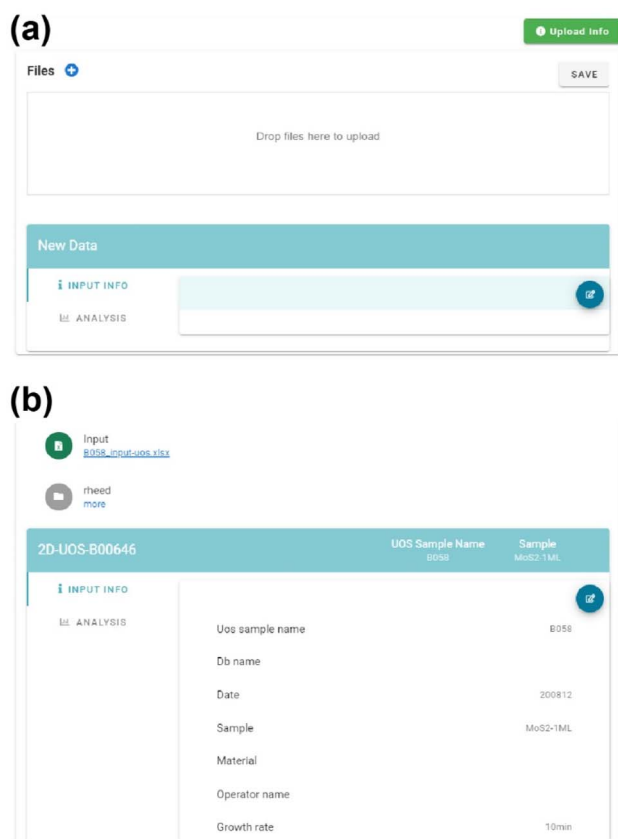 (a)
Upload Info
Files
SAVE
Drop files here to upload
New Data
INPUT INFO
ANALYSIS
(b)
Input
B058_input-uos.xlsx
rheed
more
2D-UOS-B00646
UOS Sample Name
Sample
B058
MoS2-1ML
INPUT INFO
ANALYSIS
Uos sample name
B058
Db name
Date
200812
Sample
MoS2-1ML
Material
Operator name
Growth rate
10min